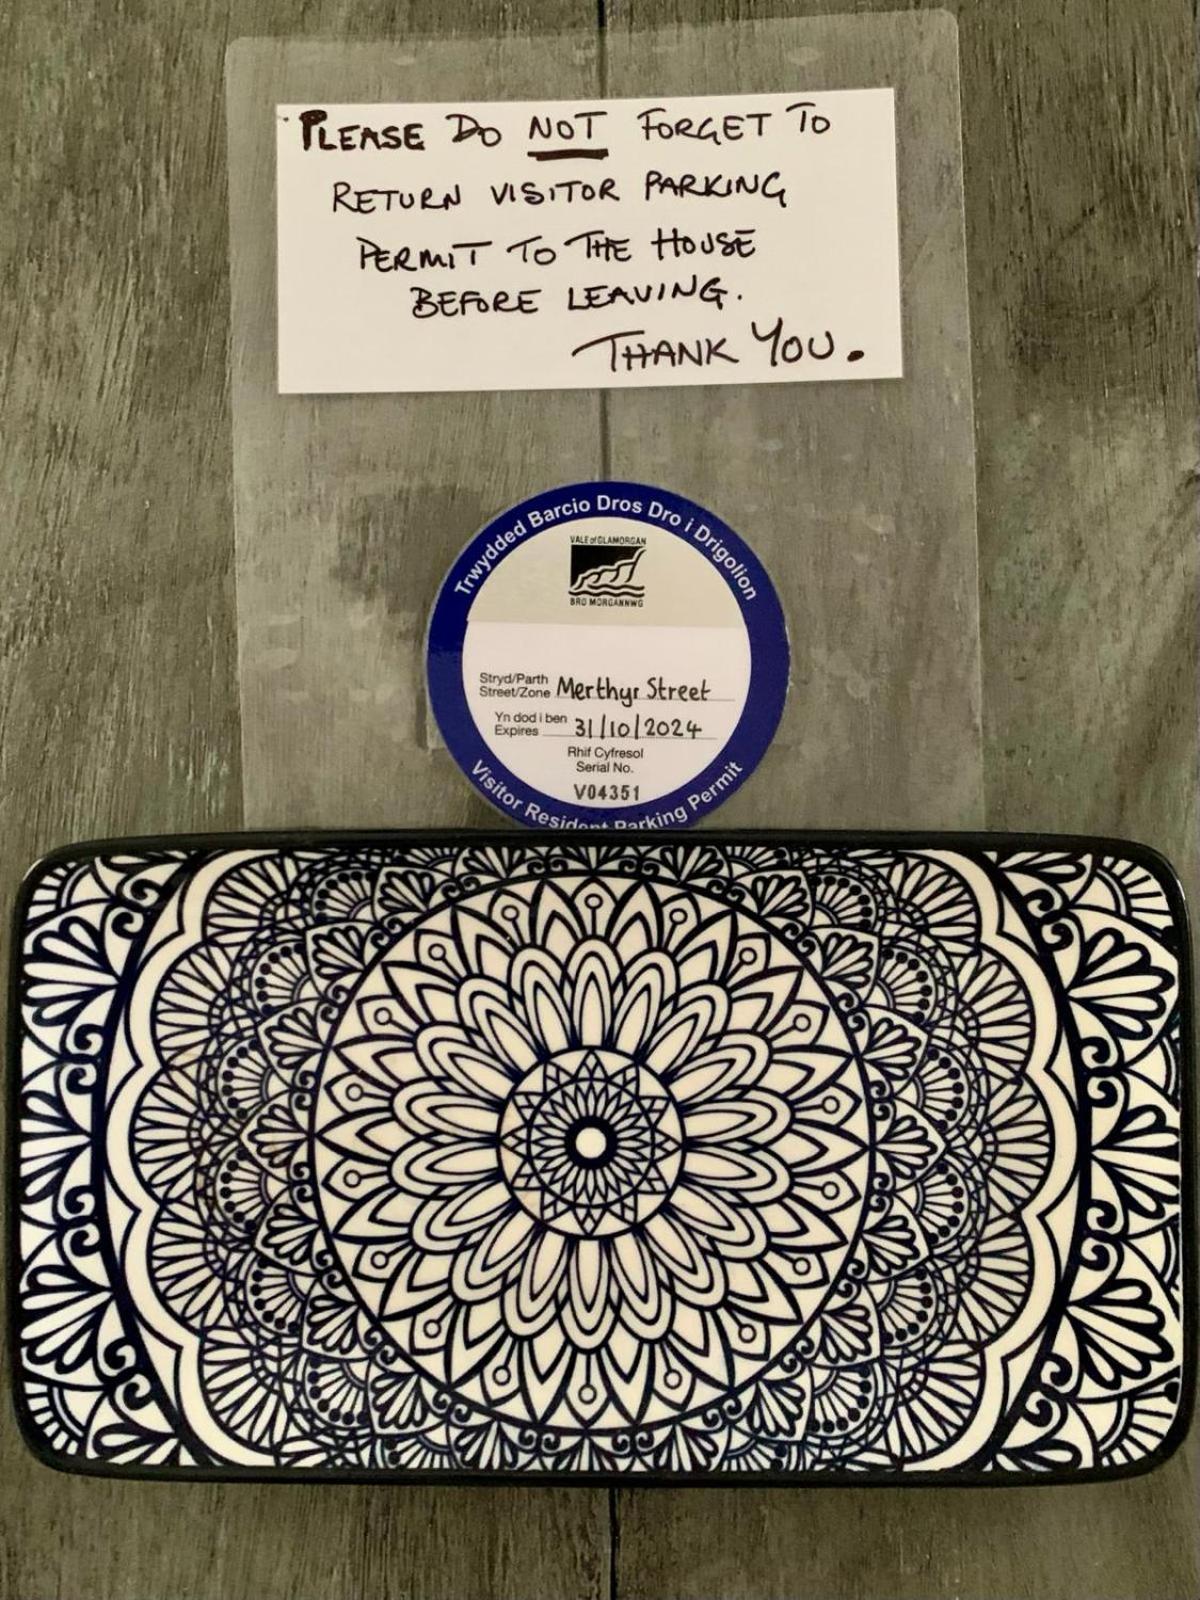 PLEASE DO NOT FORGET TO
RETURN VISITOR PARKING
PERMIT TO THE HOUSE
BEFORE LEAVING.
THANK YOU.
Trwydded Barcio Dros Dro i Drigolion
VALE of GLAMORGAN
BRO MORGANNWG
Stryd/Parth
Street/Zone Merthyr Street
Yn dod i ben
Expires 31/10/2024
Rhif Cyfresol
Serial No.
V04351
Visitor Resident Parking Permit